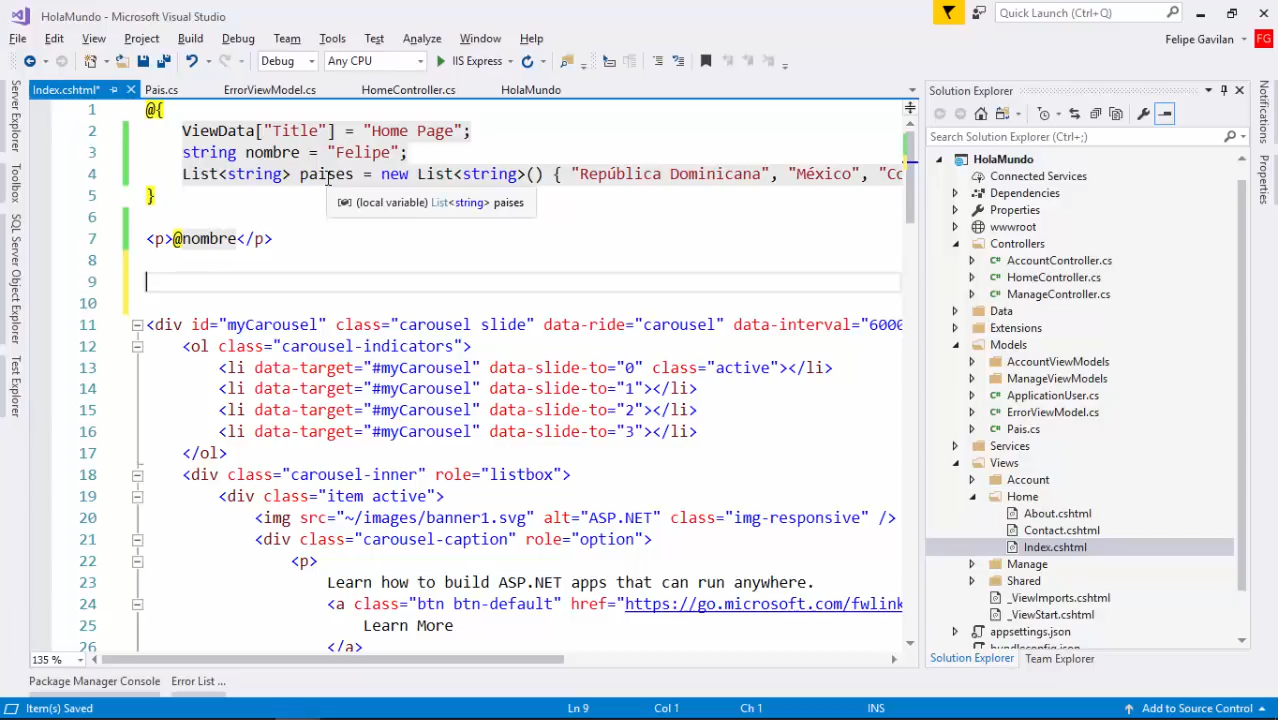 HolaMundo - Microsoft Visual Studio
Quick Launch (Ctrl+Q)
File Edit View Project Build Debug Team Tools Test Analyze Window Help
Felipe Gavilan FG
Debug Any CPU IIS Express
Index.cshtml* Pais.cs ErrorViewModel.cs HomeController.cs HolaMundo
Server Explorer
Toolbox
SQL Server Object Explorer
Test Explorer
1 @{
2 ViewData["Title"] = "Home Page";
3 string nombre = "Felipe";
4 List<string> paises = new List<string>() { "República Dominicana", "México", "Co
5 }
(local variable) List<string> paises
6
7 <p>@nombre</p>
8
9
10
11 <div id="myCarousel" class="carousel slide" data-ride="carousel" data-interval="6000
12 <ol class="carousel-indicators">
13 <li data-target="#myCarousel" data-slide-to="0" class="active"></li>
14 <li data-target="#myCarousel" data-slide-to="1"></li>
15 <li data-target="#myCarousel" data-slide-to="2"></li>
16 <li data-target="#myCarousel" data-slide-to="3"></li>
17 </ol>
18 <div class="carousel-inner" role="listbox">
19 <div class="item active">
20 <img src="~/images/banner1.svg" alt="ASP.NET" class="img-responsive" />
21 <div class="carousel-caption" role="option">
22 <p>
23 Learn how to build ASP.NET apps that can run anywhere.
24 <a class="btn btn-default" href="https://go.microsoft.com/fwlink
25 Learn More
26 </a>
135 %
Solution Explorer
Search Solution Explorer (Ctrl+;)
HolaMundo
Connected Services
Dependencies
Properties
wwwroot
Controllers
C# AccountController.cs
C# HomeController.cs
C# ManageController.cs
Data
Extensions
Models
AccountViewModels
ManageViewModels
C# ApplicationUser.cs
C# ErrorViewModel.cs
C# Pais.cs
Services
Views
Account
Home
About.cshtml
Contact.cshtml
Index.cshtml
Manage
Shared
_ViewImports.cshtml
_ViewStart.cshtml
appsettings.json
bundleconfig.json
Solution Explorer Team Explorer
Notifications
Properties
Package Manager Console Error List ...
Item(s) Saved Ln 9 Col 1 Ch 1 INS Add to Source Control